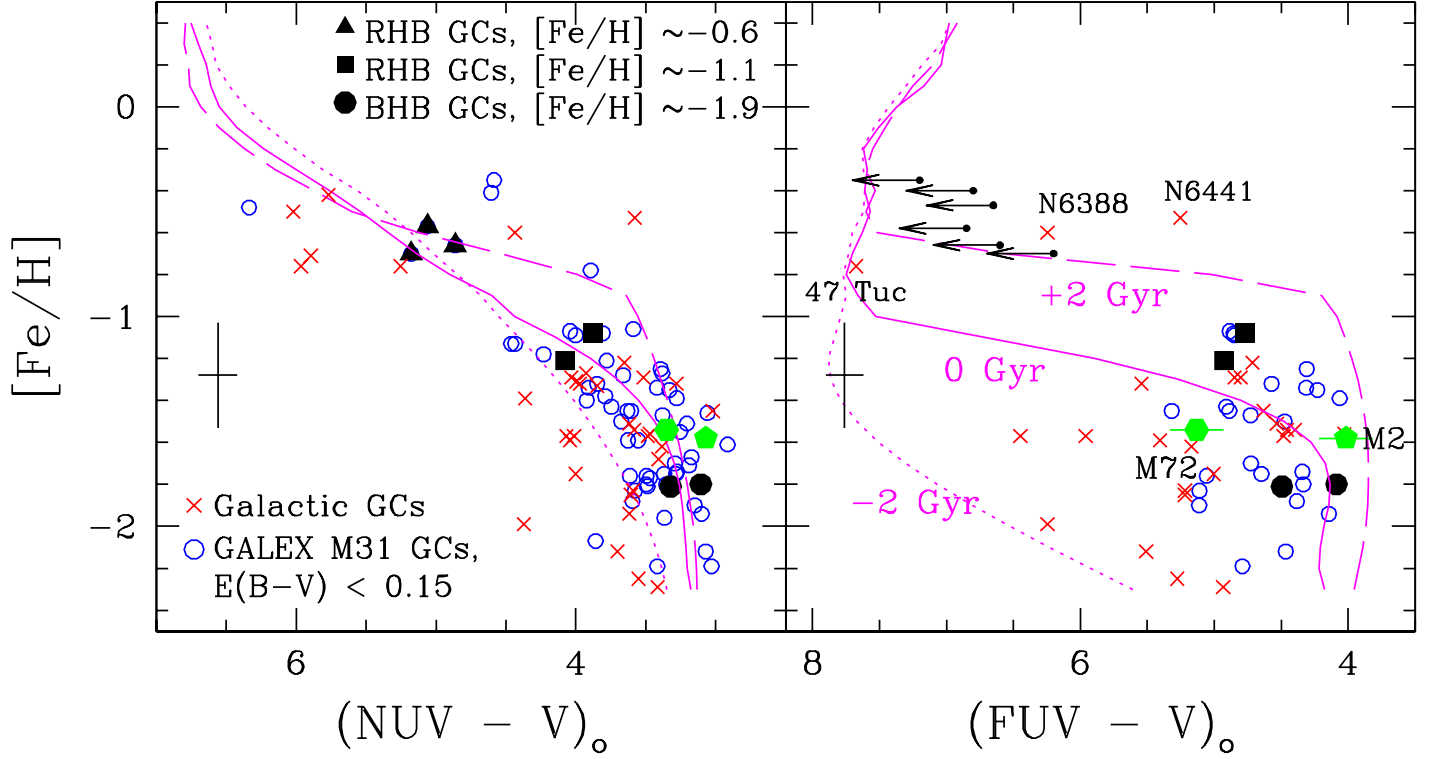 RHB GCs, [Fe/H] ~−0.6
RHB GCs, [Fe/H] ~−1.1
BHB GCs, [Fe/H] ~−1.9
0
−1
−2
[Fe/H]
Galactic GCs
GALEX M31 GCs,
E(B−V) < 0.15
6
4
(NUV − V)o
N6388
N6441
47 Tuc
+2 Gyr
0 Gyr
−2 Gyr
M72
M2
8
6
4
(FUV − V)o